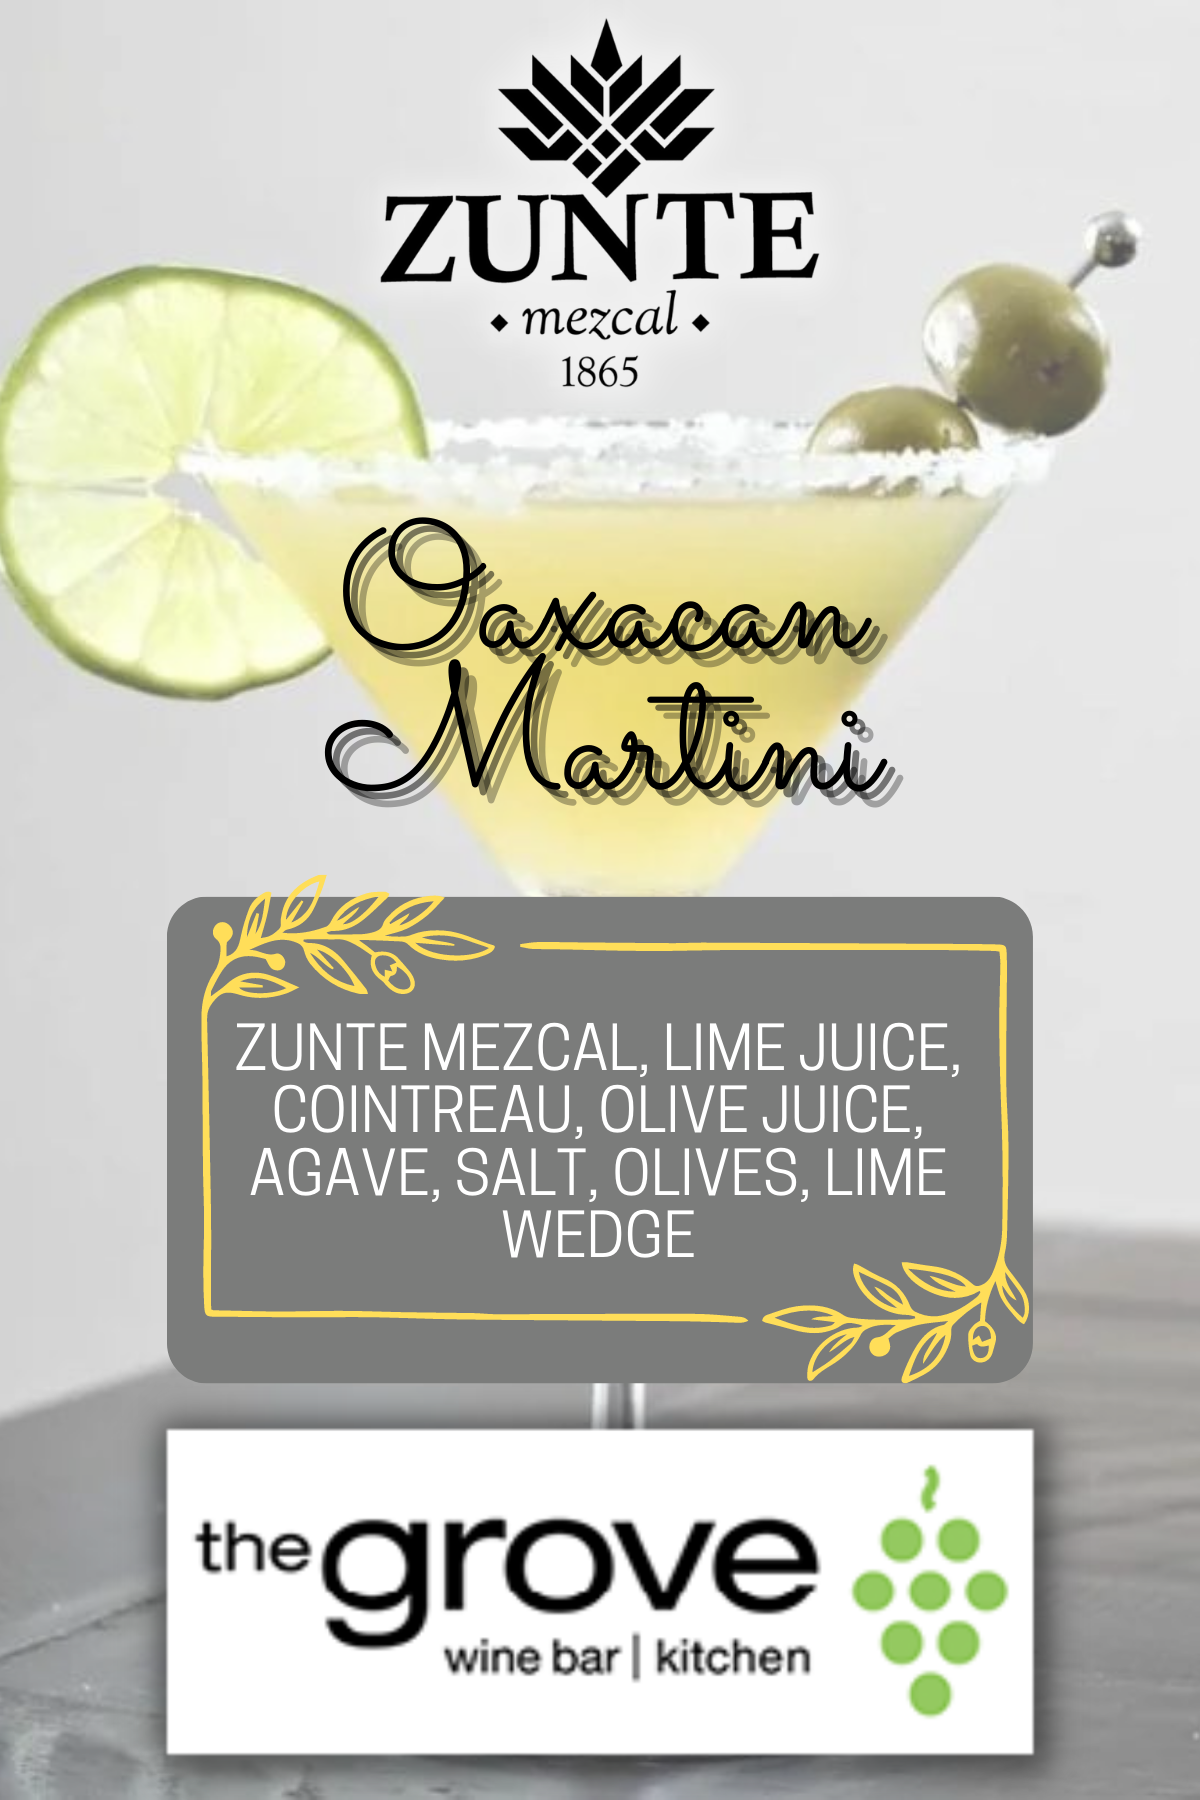 ZUNTE
mezcal
1865
Oaxacan
Martini
ZUNTE MEZCAL, LIME JUICE,
COINTREAU, OLIVE JUICE,
AGAVE, SALT, OLIVES, LIME
WEDGE
the grove
wine bar | kitchen